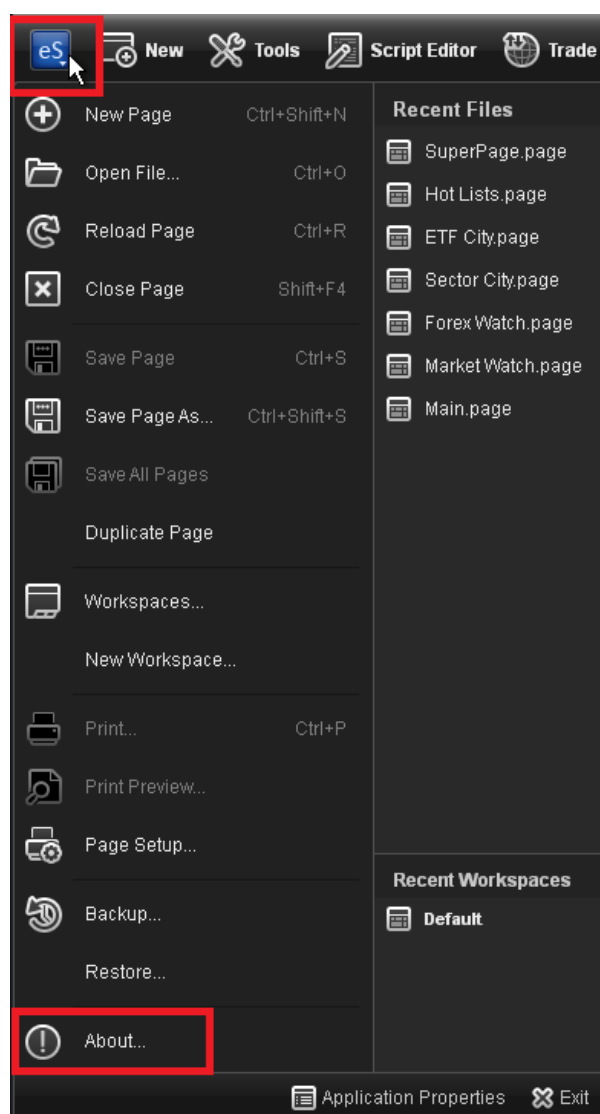 eS New Tools Script Editor Trade
New Page Ctrl+Shift+N
Open File... Ctrl+O
Reload Page Ctrl+R
Close Page Shift+F4
Save Page Ctrl+S
Save Page As... Ctrl+Shift+S
Save All Pages
Duplicate Page
Workspaces...
New Workspace...
Print... Ctrl+P
Print Preview...
Page Setup...
Backup...
Restore...
About...
Recent Files
SuperPage.page
Hot Lists.page
ETF City.page
Sector City.page
Forex Watch.page
Market Watch.page
Main.page
Recent Workspaces
Default
Application Properties Exit